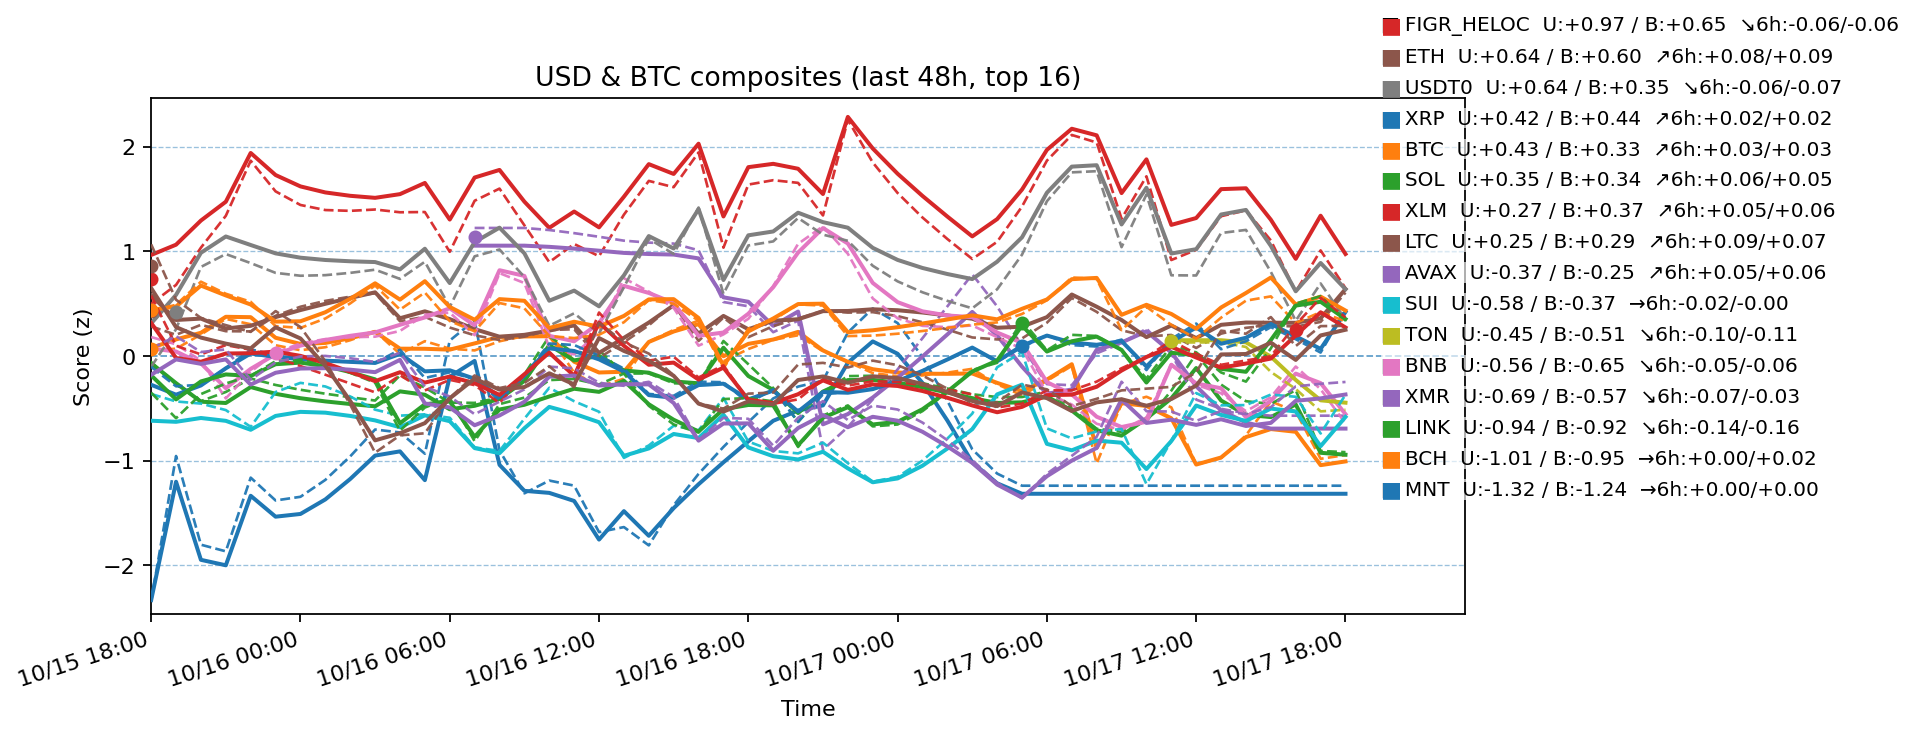 USD & BTC composites (last 48h, top 16)
FIGR_HELOC U:+0.97 / B:+0.65 ↘6h:-0.06/-0.06
ETH U:+0.64 / B:+0.60 ↗6h:+0.08/+0.09
USDT0 U:+0.64 / B:+0.35 ↘6h:-0.06/-0.07
XRP U:+0.42 / B:+0.44 ↗6h:+0.02/+0.02
BTC U:+0.43 / B:+0.33 ↗6h:+0.03/+0.03
SOL U:+0.35 / B:+0.34 ↗6h:+0.06/+0.05
XLM U:+0.27 / B:+0.37 ↗6h:+0.05/+0.06
LTC U:+0.25 / B:+0.29 ↗6h:+0.09/+0.07
AVAX U:-0.37 / B:-0.25 ↗6h:+0.05/+0.06
SUI U:-0.58 / B:-0.37 →6h:-0.02/-0.00
TON U:-0.45 / B:-0.51 ↘6h:-0.10/-0.11
BNB U:-0.56 / B:-0.65 ↘6h:-0.05/-0.06
XMR U:-0.69 / B:-0.57 ↘6h:-0.07/-0.03
LINK U:-0.94 / B:-0.92 ↘6h:-0.14/-0.16
BCH U:-1.01 / B:-0.95 →6h:+0.00/+0.02
MNT U:-1.32 / B:-1.24 →6h:+0.00/+0.00
Score (z)
2
1
0
−1
−2
10/15 18:00
10/16 00:00
10/16 06:00
10/16 12:00
10/16 18:00
10/17 00:00
10/17 06:00
10/17 12:00
10/17 18:00
Time